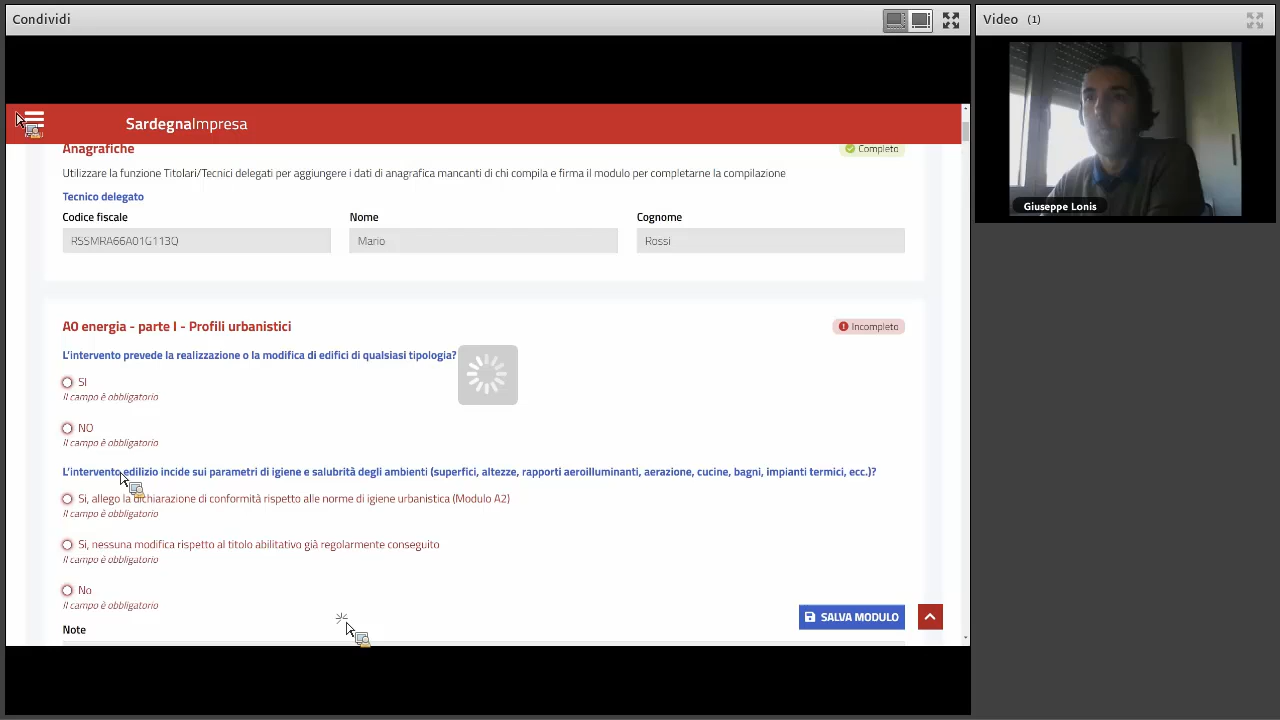 Condividi
Video (1)
SardegnaImpresa
Anagrafiche
Completo
Utilizzare la funzione Titolari/Tecnici delegati per aggiungere i dati di anagrafica mancanti di chi compila e firma il modulo per completarne la compilazione
Tecnico delegato
Codice fiscale Nome Cognome
RSSMRA66A01G113Q Mario Rossi
A0 energia - parte I - Profili urbanistici
Incompleto
L'intervento prevede la realizzazione o la modifica di edifici di qualsiasi tipologia?
SI
Il campo è obbligatorio
NO
Il campo è obbligatorio
L'intervento edilizio incide sui parametri di igiene e salubrità degli ambienti (superfici, altezze, rapporti aeroilluminanti, aerazione, cucine, bagni, impianti termici, ecc.)?
Si, allego la dichiarazione di conformità rispetto alle norme di igiene urbanistica (Modulo A2)
Il campo è obbligatorio
Si, nessuna modifica rispetto al titolo abilitativo già regolarmente conseguito
Il campo è obbligatorio
No
Il campo è obbligatorio
SALVA MODULO
Note
Giuseppe Lonis